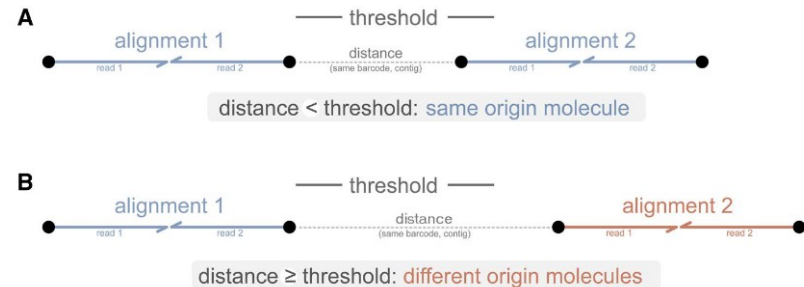 A
threshold
alignment 1
distance
alignment 2
read 1
read 2
(same barcode, contig)
read 1
read 2
distance < threshold: same origin molecule
B
threshold
alignment 1
distance
alignment 2
read 1
read 2
(same barcode, contig)
read 1
read 2
distance ≥ threshold: different origin molecules